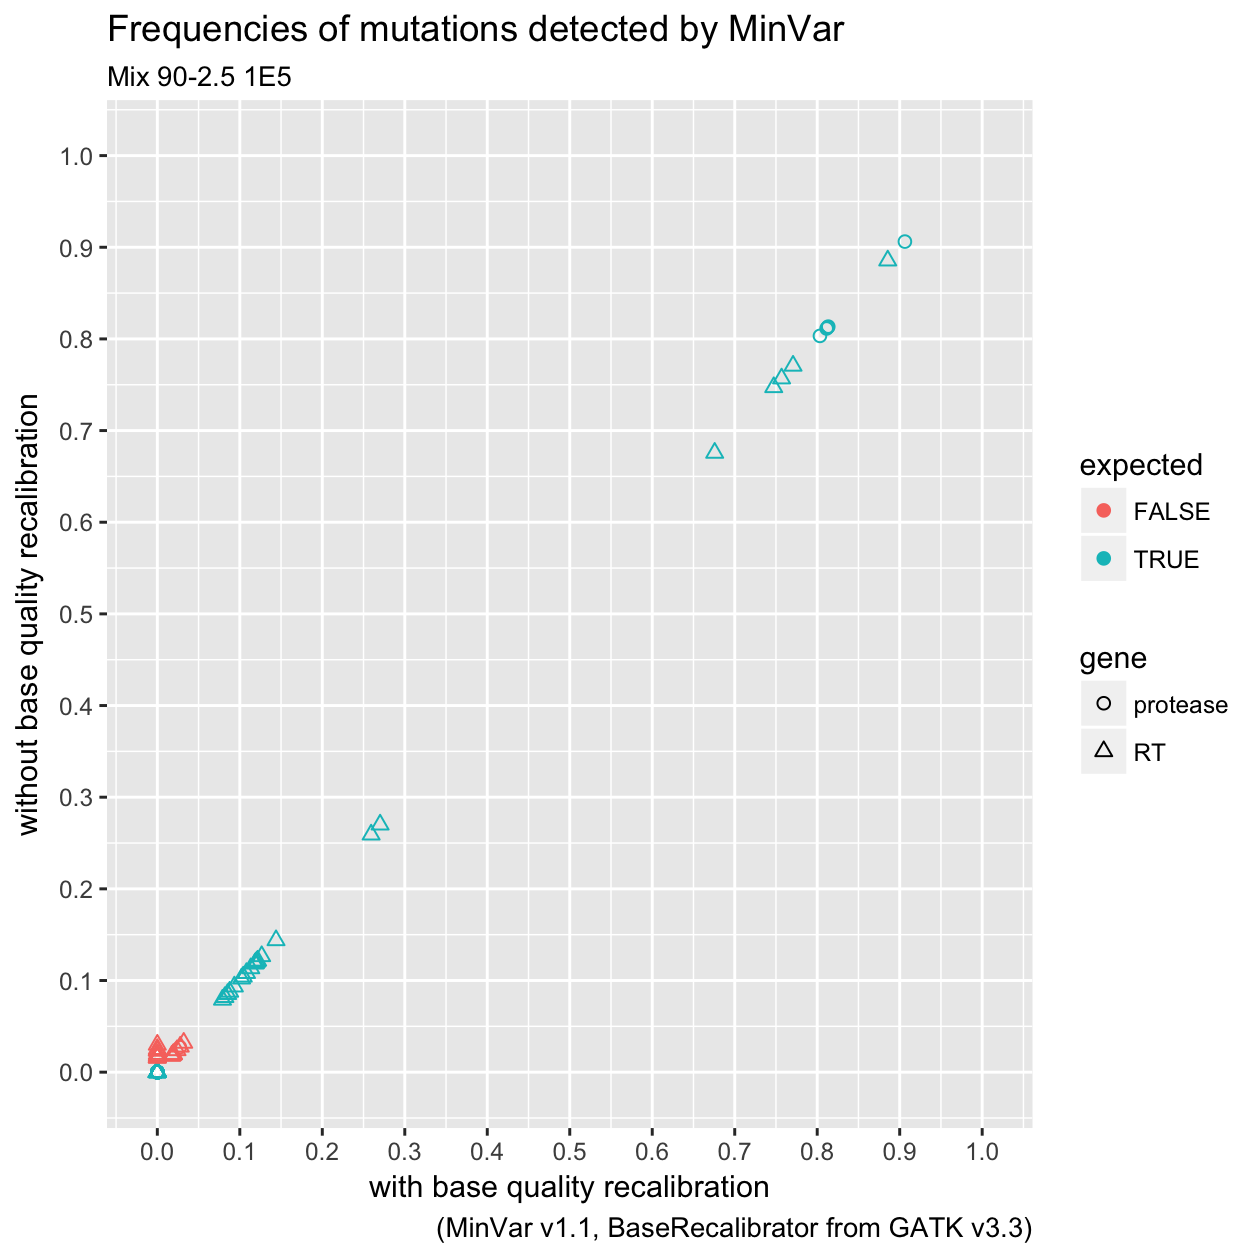 Frequencies of mutations detected by MinVar
Mix 90-2.5 1E5
without base quality recalibration
1.0
0.9
0.8
0.7
0.6
0.5
0.4
0.3
0.2
0.1
0.0
0.0 0.1 0.2 0.3 0.4 0.5 0.6 0.7 0.8 0.9 1.0
with base quality recalibration
(MinVar v1.1, BaseRecalibrator from GATK v3.3)
expected
FALSE
TRUE
gene
protease
RT